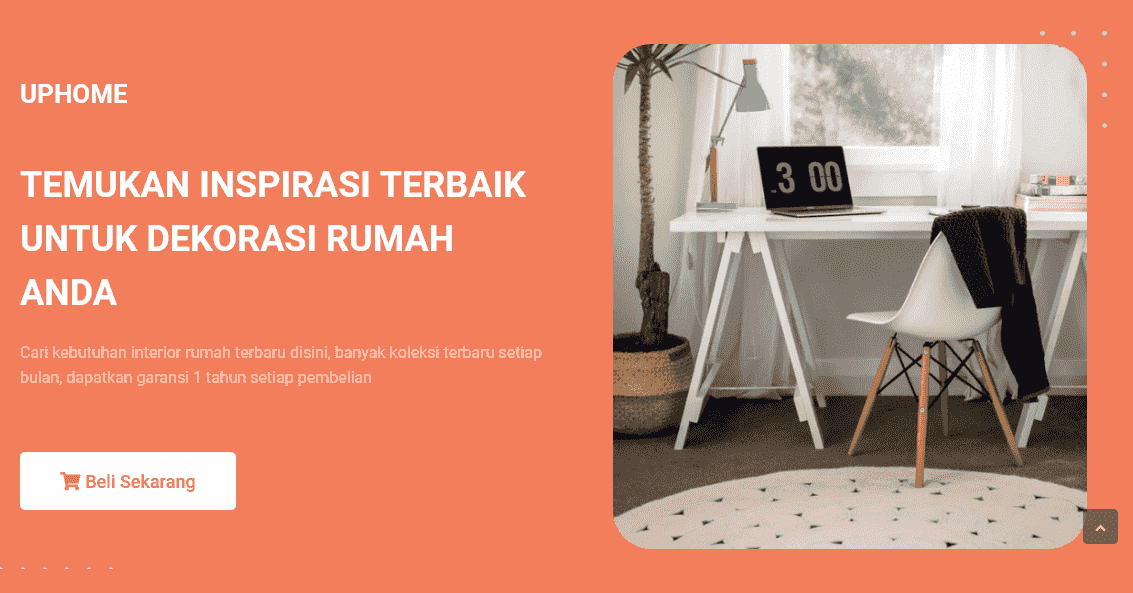 UPHOME
TEMUKAN INSPIRASI TERBAIK
UNTUK DEKORASI RUMAH
ANDA
Cari kebutuhan interior rumah terbaru disini, banyak koleksi terbaru setiap
bulan, dapatkan garansi 1 tahun setiap pembelian
Beli Sekarang
3 00